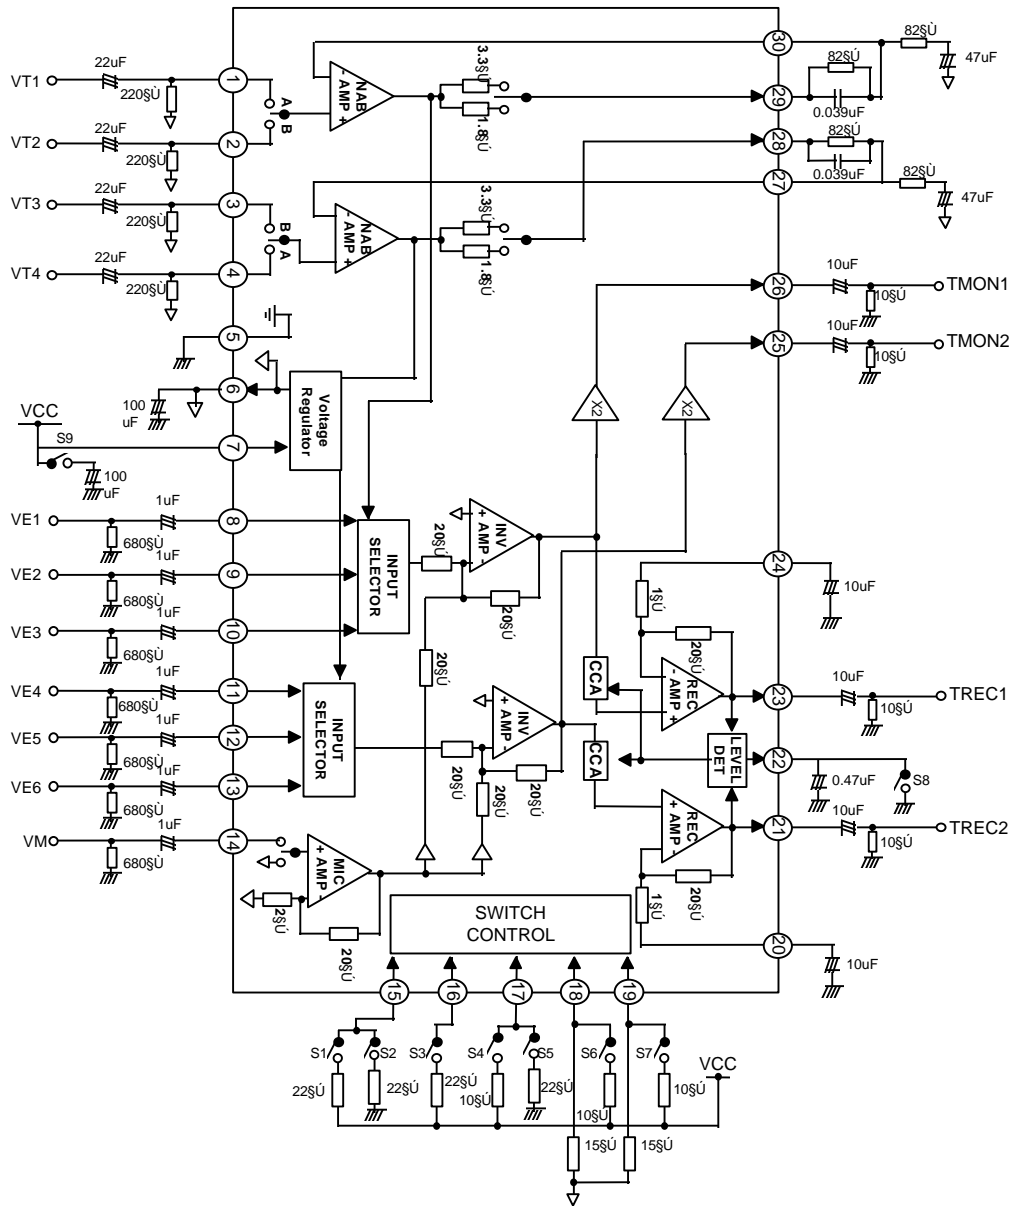 30
82§Ù
47uF
82§Ú
29
0.039uF
28
82§Ú
0.039uF
27
82§Ù
47uF
VT1
22uF
220§Ù
1
VT2
22uF
220§Ù
2
A
B
- NAB
AMP
+
3.3§Ú
1.8§Ú
VT3
22uF
220§Ù
3
VT4
22uF
220§Ù
4
B
A
- NAB
AMP
+
3.3§Ú
1.8§Ú
26
10uF
10§Ú
TMON1
25
10uF
10§Ú
TMON2
5
6
100
uF
VCC
S9
7
100
uF
Voltage
Regulator
X2
X2
VE1
1uF
680§Ù
8
VE2
1uF
680§Ù
9
VE3
1uF
680§Ù
10
INPUT
SELECTOR
20§Ú
+ INV
AMP
-
20§Ú
20§Ú
24
10uF
1§Ú
20§Ú
VE4
1uF
680§Ù
11
VE5
680§Ù
12
VE6
1uF
680§Ù
13
INPUT
SELECTOR
20§Ú
+ INV
AMP
-
20§Ú
20§Ú
CCA
CCA
- REC
AMP
+
23
10uF
10§Ú
TREC1
LEVEL
DET
22
0.47uF
S8
+ REC
AMP
-
21
10uF
10§Ú
TREC2
VM
1uF
680§Ù
14
+ MIC
AMP
-
2§Ú
20§Ú
1§Ú
20§Ú
20
10uF
SWITCH
CONTROL
15
16
17
18
19
S1
S2
S3
S4
S5
S6
S7
VCC
22§Ú
22§Ú
22§Ú
10§Ú
22§Ú
10§Ú
10§Ú
15§Ú
15§Ú